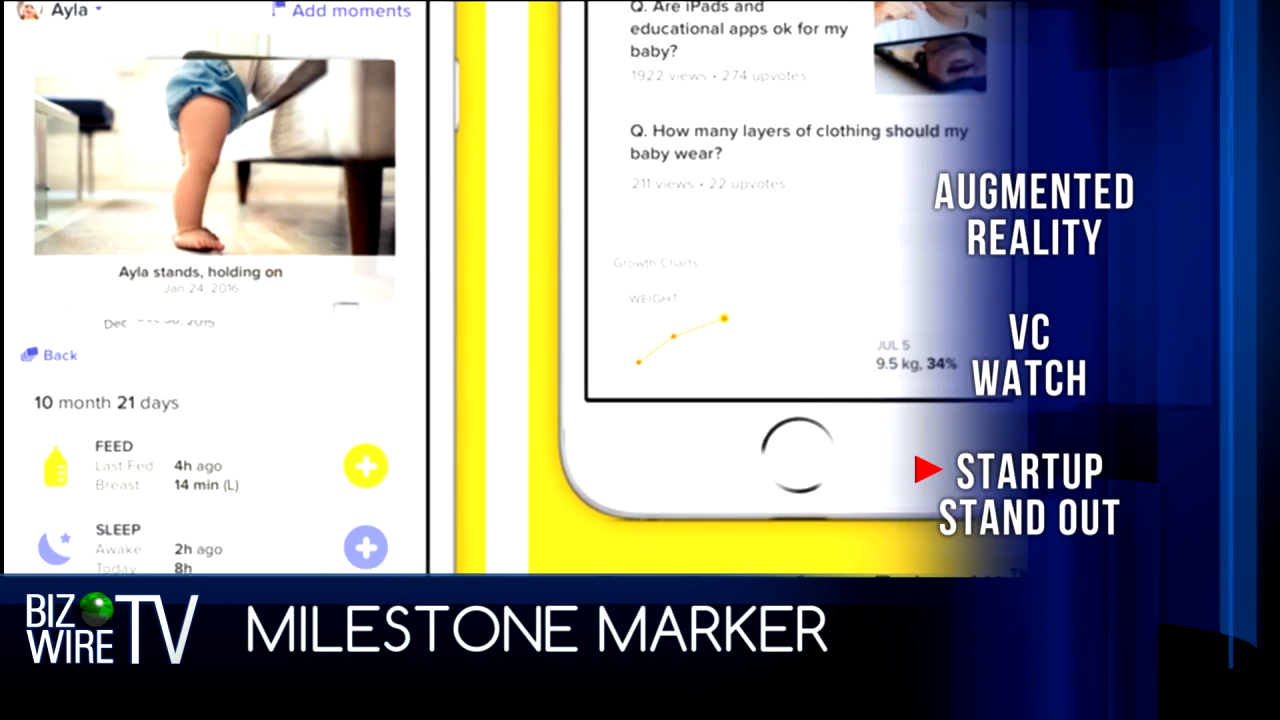 Ayla
Add moments
Ayla stands, holding on
Jan 24, 2016
Dec
Back
10 month 21 days
FEED
Last Fed 4h ago
Breast 14 min (L)
SLEEP
Awake 2h ago
Today 8h
Q. Are iPads and
educational apps ok for my
baby?
1922 views • 274 upvotes
Q. How many layers of clothing should my
baby wear?
211 views • 22 upvotes
Growth Charts
WEIGHT
JUL 5
9.5 kg, 34%
AUGMENTED
REALITY
VC
WATCH
STARTUP
STAND OUT
BIZ
WIRE TV
MILESTONE MARKER